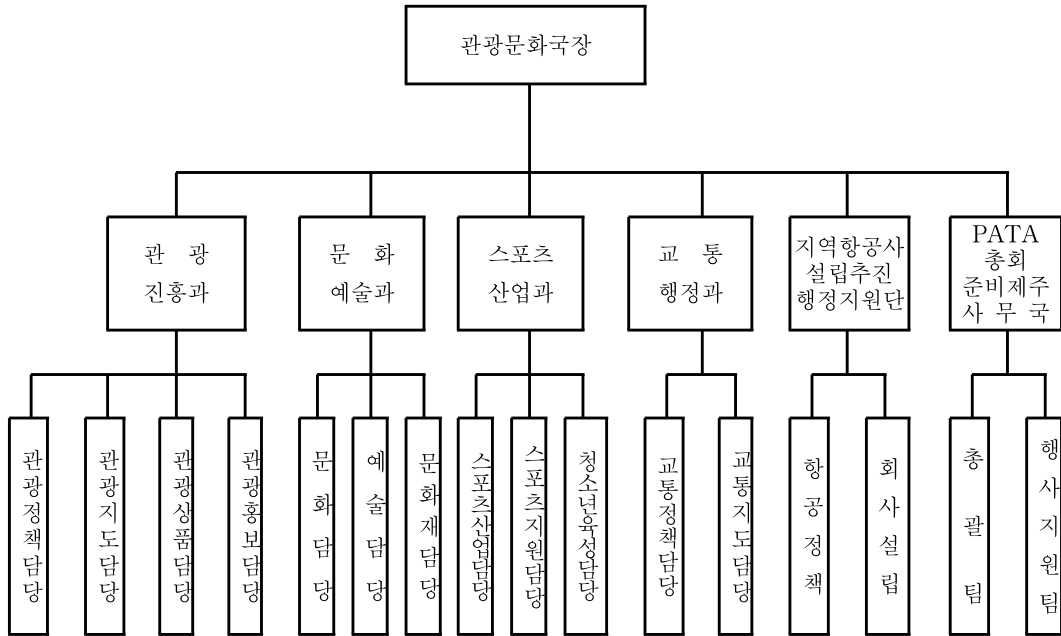 관광문화국장
관 광
진흥과
문 화
예술과
스포츠
산업과
교 통
행정과
지역항공사
설립추진
행정지원단
PATA
총회
준비제주
사 무 국
관광정책담당
관광지도담당
관광상품담당
관광홍보담당
문화담당
예술담당
문화재담당
스포츠산업담당
스포츠지원담당
청소년육성담당
교통정책담당
교통지도담당
항공정책
회사설립
총괄팀
행사지원팀